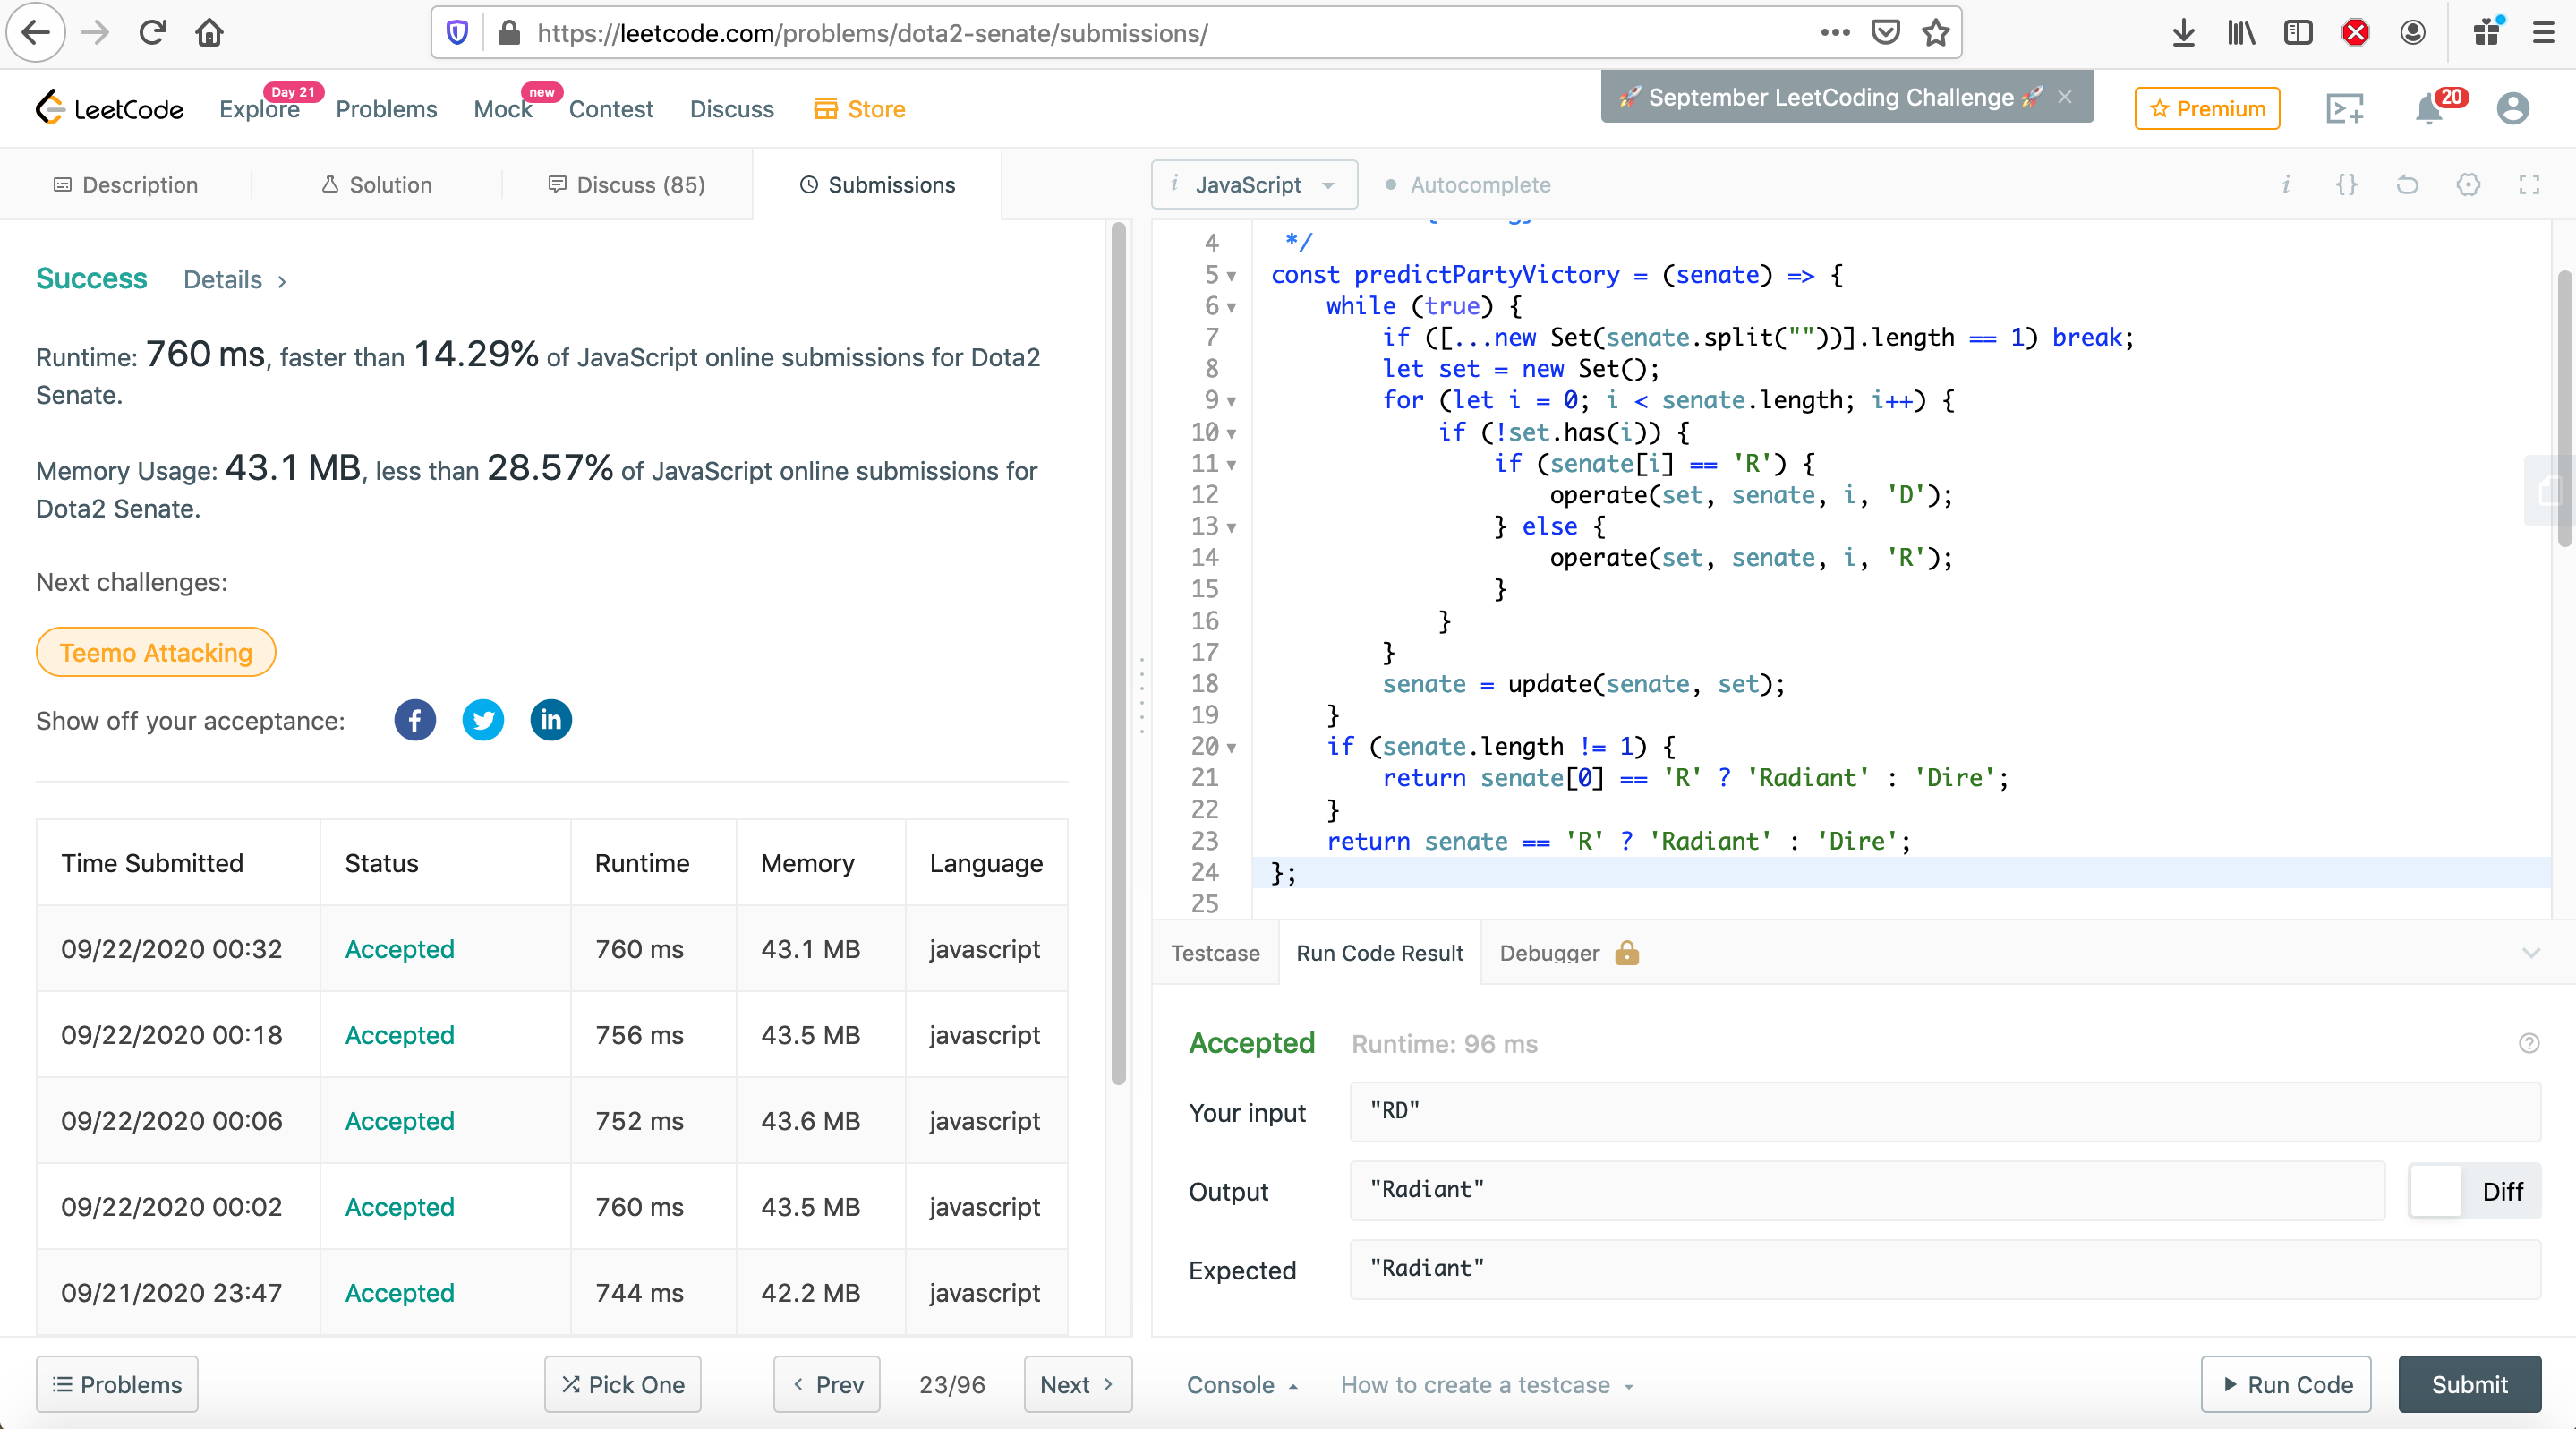 https://leetcode.com/problems/dota2-senate/submissions/
LeetCode
Explore
Day 21
Problems
Mock
new
Contest
Discuss
Store
🚀 September LeetCoding Challenge 🚀 ×
Premium
20
Description
Solution
Discuss (85)
Submissions
i JavaScript
Autocomplete
Success
Details >
Runtime: 760 ms, faster than 14.29% of JavaScript online submissions for Dota2
Senate.
Memory Usage: 43.1 MB, less than 28.57% of JavaScript online submissions for
Dota2 Senate.
Next challenges:
Teemo Attacking
Show off your acceptance:
Time Submitted Status Runtime Memory Language
09/22/2020 00:32 Accepted 760 ms 43.1 MB javascript
09/22/2020 00:18 Accepted 756 ms 43.5 MB javascript
09/22/2020 00:06 Accepted 752 ms 43.6 MB javascript
09/22/2020 00:02 Accepted 760 ms 43.5 MB javascript
09/21/2020 23:47 Accepted 744 ms 42.2 MB javascript
Problems
Pick One
< Prev
23/96
Next >
4 */
5 const predictPartyVictory = (senate) => {
6 while (true) {
7 if ([...new Set(senate.split(""))].length == 1) break;
8 let set = new Set();
9 for (let i = 0; i < senate.length; i++) {
10 if (!set.has(i)) {
11 if (senate[i] == 'R') {
12 operate(set, senate, i, 'D');
13 } else {
14 operate(set, senate, i, 'R');
15 }
16 }
17 }
18 senate = update(senate, set);
19 }
20 if (senate.length != 1) {
21 return senate[0] == 'R' ? 'Radiant' : 'Dire';
22 }
23 return senate == 'R' ? 'Radiant' : 'Dire';
24 };
25
Testcase
Run Code Result
Debugger
Accepted
Runtime: 96 ms
Your input
"RD"
Output
"Radiant"
Diff
Expected
"Radiant"
Console
How to create a testcase
Run Code
Submit